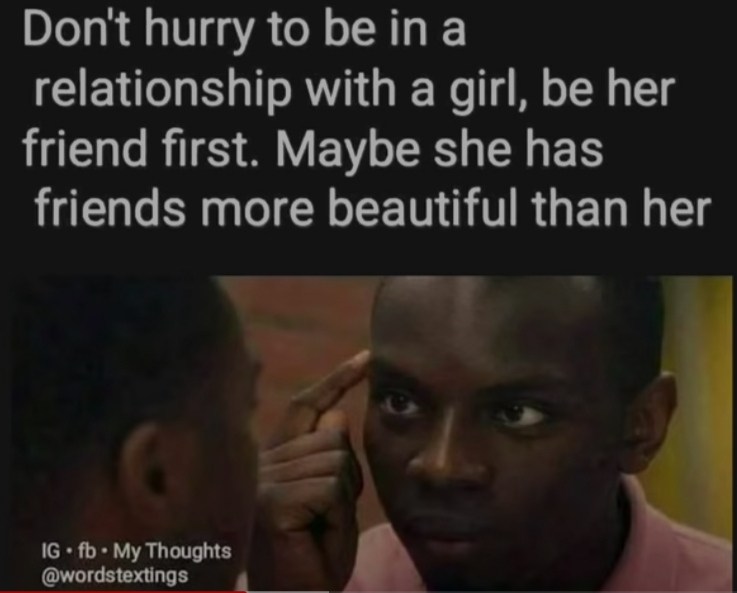 Don't hurry to be in a
relationship with a girl, be her
friend first. Maybe she has
friends more beautiful than her
IG • fb • My Thoughts
@wordstextings